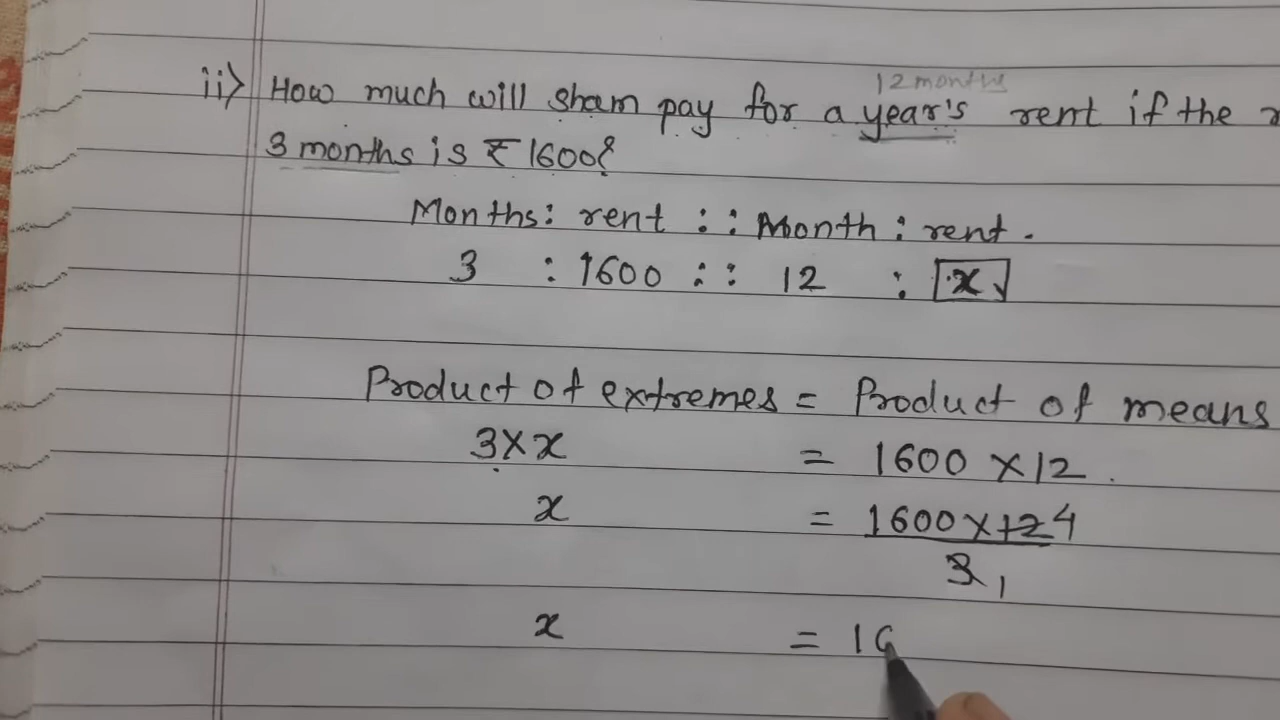 ii) How much will sham pay for a year's rent if the
12 months
3 months is ₹ 1600?
Months : rent :: Month : rent.
3 : 1600 :: 12 : x
Product of extremes = Product of means
3 × x = 1600 × 12.
x = 1600 × 12 4
3 1
x = 16